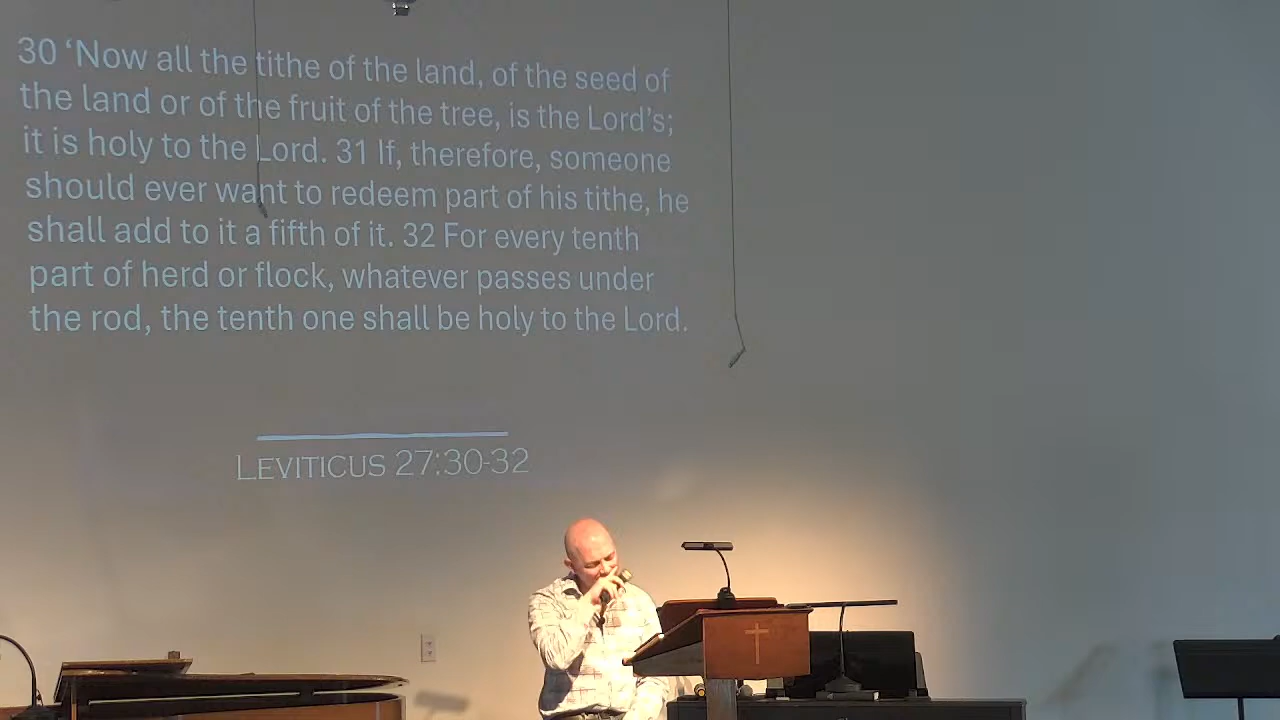 30 ‘Now all the tithe of the land, of the seed of
the land or of the fruit of the tree, is the Lord’s;
it is holy to the Lord. 31 If, therefore, someone
should ever want to redeem part of his tithe, he
shall add to it a fifth of it. 32 For every tenth
part of herd or flock, whatever passes under
the rod, the tenth one shall be holy to the Lord.
LEVITICUS 27:30-32